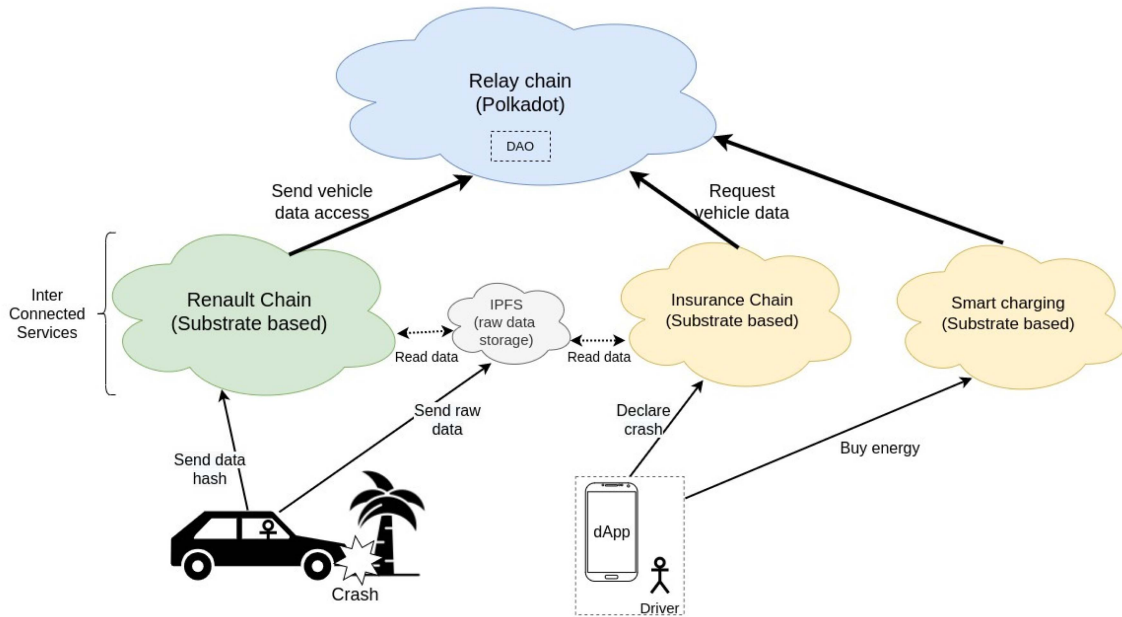 Relay chain
(Polkadot)
DAO
Send vehicle
data access
Request
vehicle data
Inter
Connected
Services
Renault Chain
(Substrate based)
IPFS
(raw data
storage)
Insurance Chain
(Substrate based)
Smart charging
(Substrate based)
Read data
Read data
Send raw
data
Declare
crash
Buy energy
Send data
hash
dApp
Crash
Driver